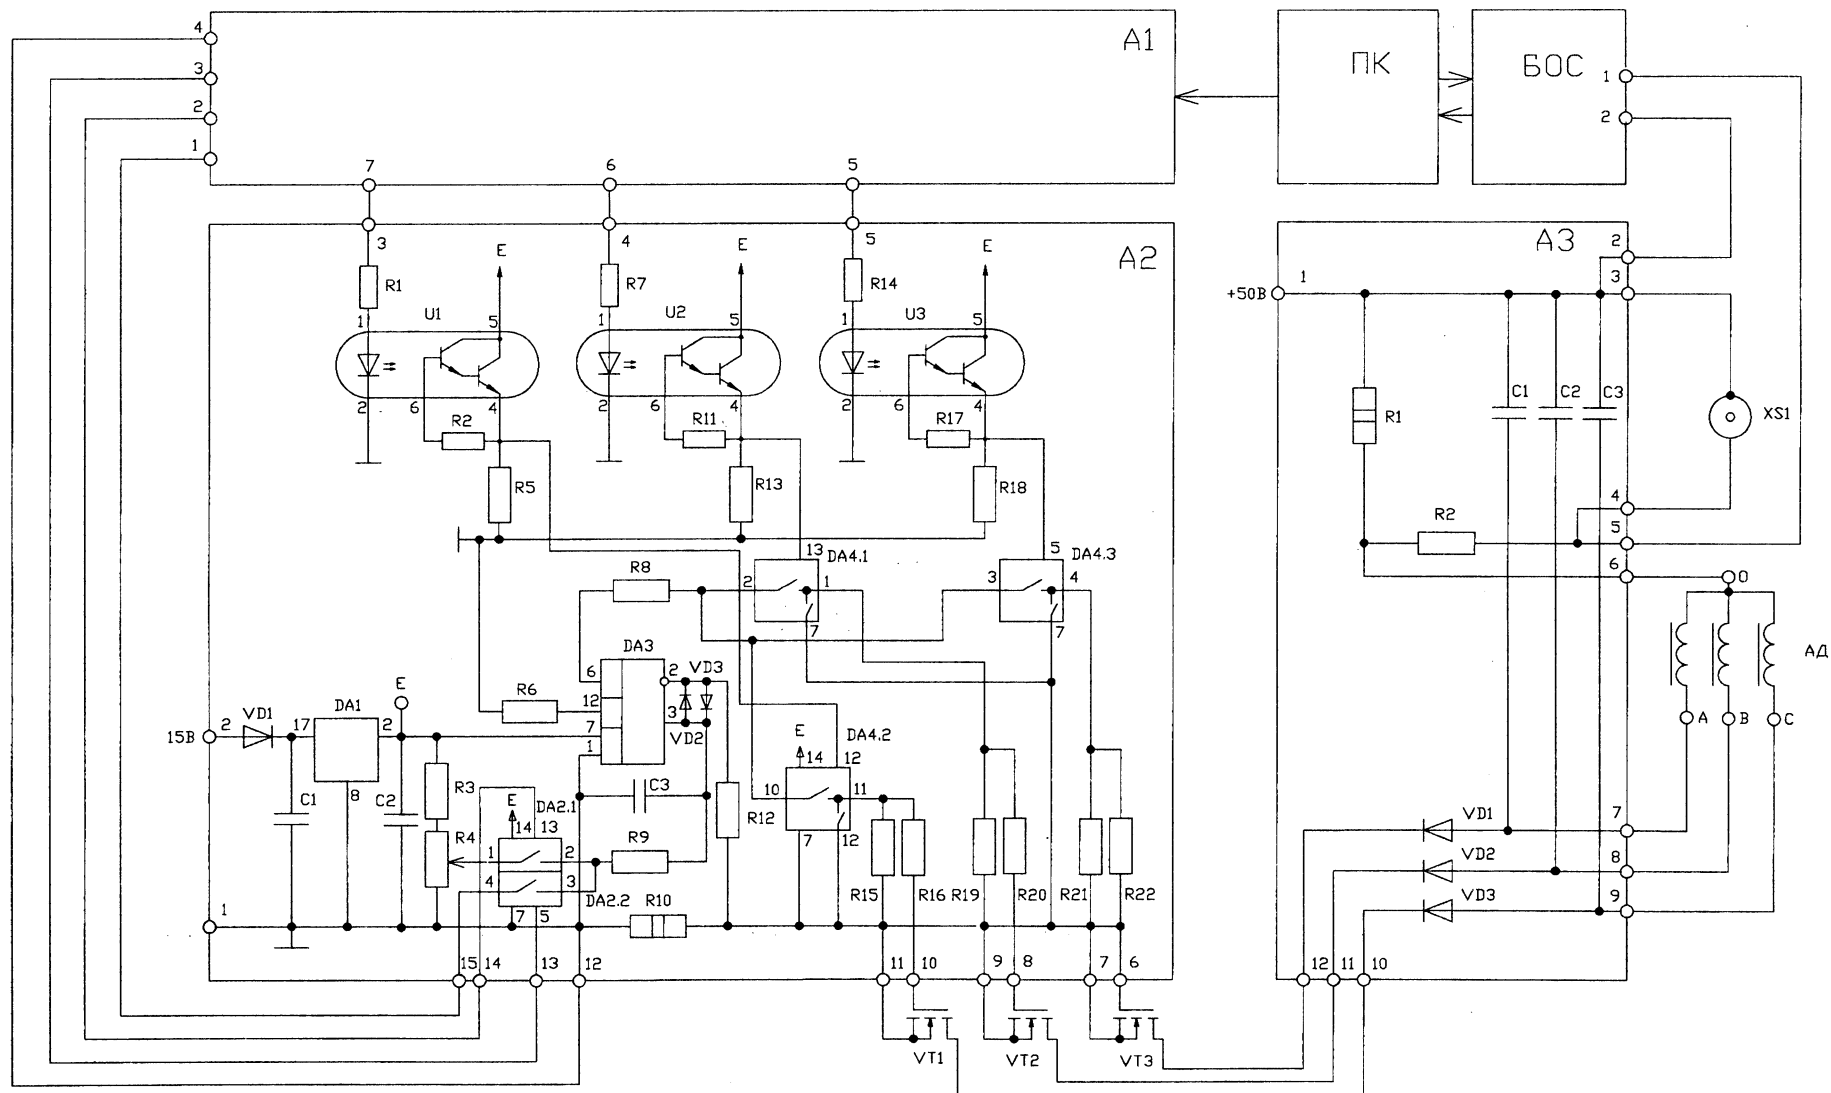 4
A1
ПК
БОС
1
3
2
2
1
7
6
5
3
4
5
A2
A3
2
E
E
E
R1
R7
R14
+50В
1
3
U1
U2
U3
1
5
1
5
1
5
2
6
4
2
6
4
2
6
4
R2
R11
R17
R1
C1
C2
C3
XS1
R5
R13
R18
4
R2
5
13
DA4.1
5
DA4.3
6
O
R8
2
1
3
4
7
7
DA3
6
2
VD3
R6
12
3
7
VD2
1
АД
A
B
C
E
15В
2
VD1
17
DA1
2
8
E
14
DA4.2
12
10
11
12
7
C1
C2
R3
R4
E
DA2.1
14
13
C3
R12
1
2
R9
4
3
DA2.2
7
5
R10
R15
R16
R19
R20
R21
R22
VD1
7
VD2
8
VD3
9
1
15
14
13
12
11
10
9
8
7
6
12
11
10
VT1
VT2
VT3